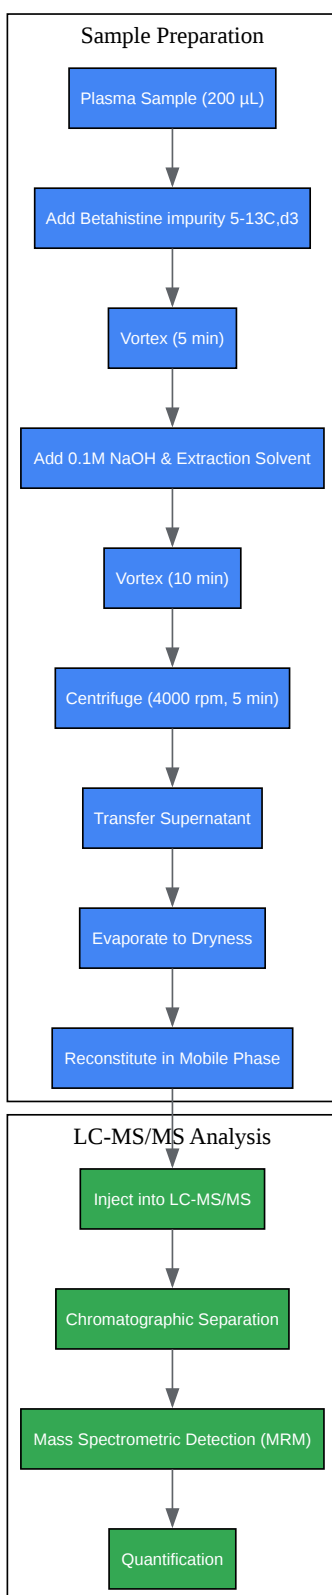 Sample Preparation
Plasma Sample (200 µL)
Add Betahistine impurity 5-13C,d3
Vortex (5 min)
Add 0.1M NaOH & Extraction Solvent
Vortex (10 min)
Centrifuge (4000 rpm, 5 min)
Transfer Supernatant
Evaporate to Dryness
Reconstitute in Mobile Phase
LC-MS/MS Analysis
Inject into LC-MS/MS
Chromatographic Separation
Mass Spectrometric Detection (MRM)
Quantification